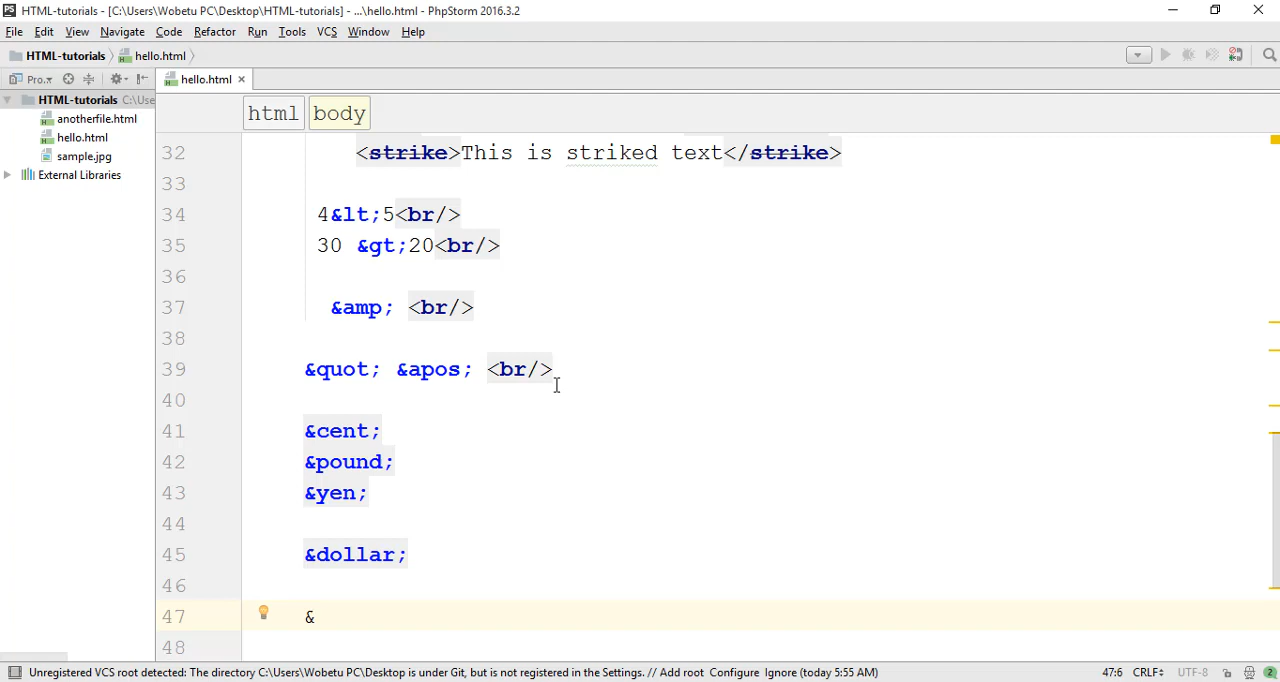 HTML-tutorials - [C:\Users\Wobetu PC\Desktop\HTML-tutorials] - ...\hello.html - PhpStorm 2016.3.2
File Edit View Navigate Code Refactor Run Tools VCS Window Help
HTML-tutorials hello.html
Pro.. hello.html
HTML-tutorials C:\Use
anotherfile.html
hello.html
sample.jpg
External Libraries
html body
32 <strike>This is striked text</strike>
33
34 4&lt;5<br/>
35 30 &gt;20<br/>
36
37 &amp; <br/>
38
39 &quot; &apos; <br/>
40
41 &cent;
42 &pound;
43 &yen;
44
45 &dollar;
46
47 &
48
Unregistered VCS root detected: The directory C:\Users\Wobetu PC\Desktop is under Git, but is not registered in the Settings. // Add root Configure Ignore (today 5:55 AM) 47:6 CRLF UTF-8 2